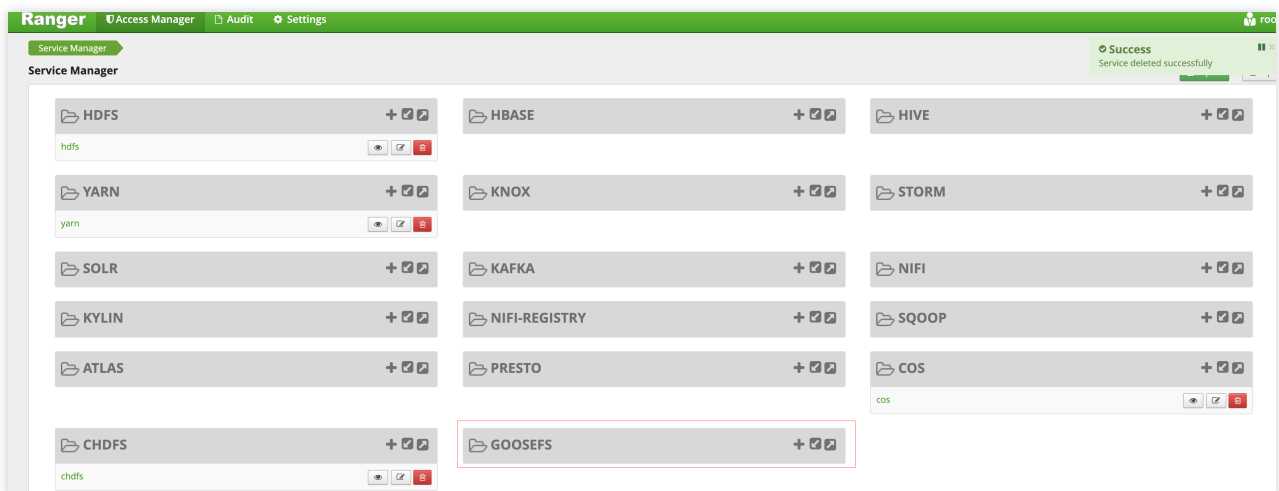 Ranger Access Manager Audit Settings roo
Service Manager
Success
Service deleted successfully
Service Manager
HDFS HBASE HIVE
hdfs
YARN KNOX STORM
yarn
SOLR KAFKA NIFI
KYLIN NIFI-REGISTRY SQOOP
ATLAS PRESTO COS
cos
CHDFS GOOSEFS
chdfs